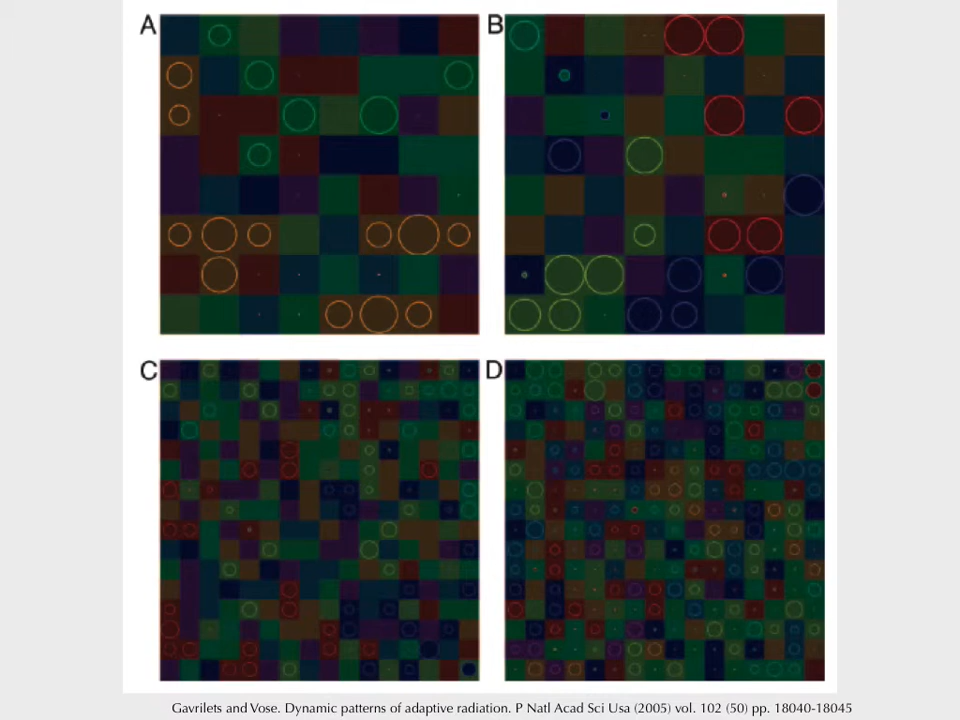 A
B
C
D
Gavrilets and Vose. Dynamic patterns of adaptive radiation. P Natl Acad Sci Usa (2005) vol. 102 (50) pp. 18040-18045